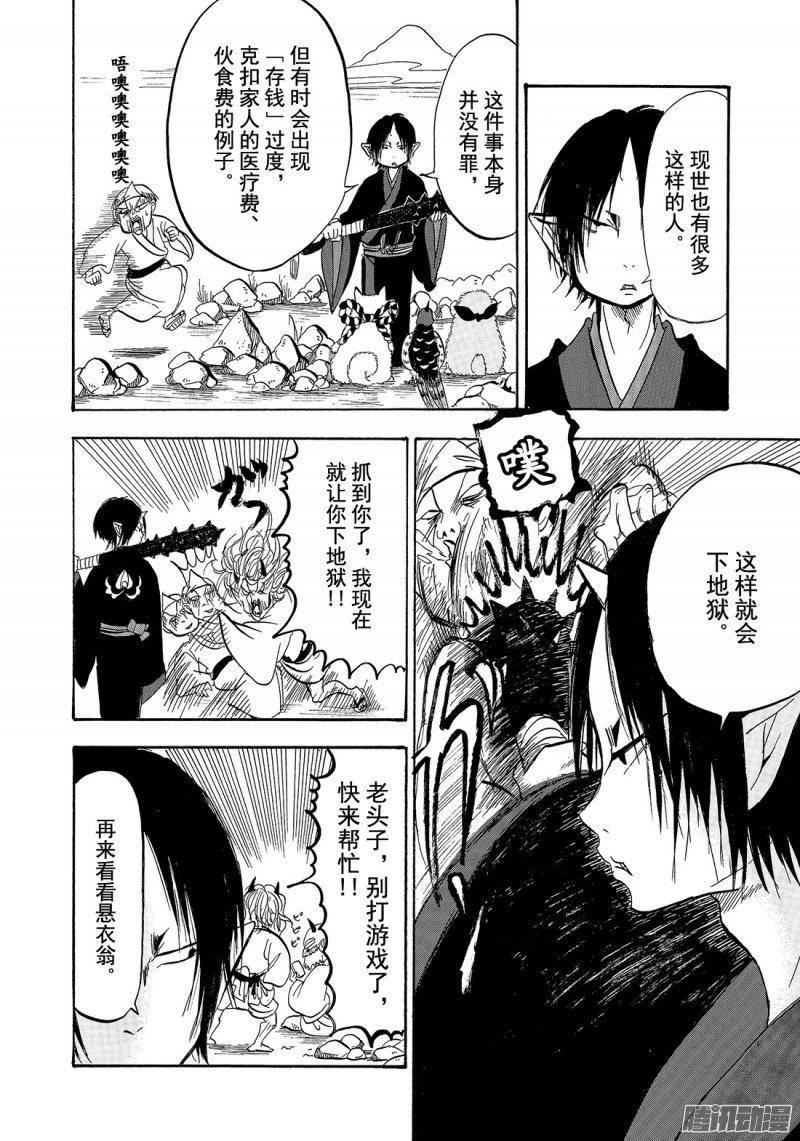 现世也有很多
这样的人。
这件事本身
并没有罪，
但有时会出现
「存钱」过度，
克扣家人的医疗费、
伙食费的例子。
唔噢噢噢噢噢噢
噗
这样就会
下地狱。
ガッ
抓到你了，我现在
就让你下地狱!!
老头子，别打游戏了，
快来帮忙!!
再来看看悬衣翁。
腾讯动漫